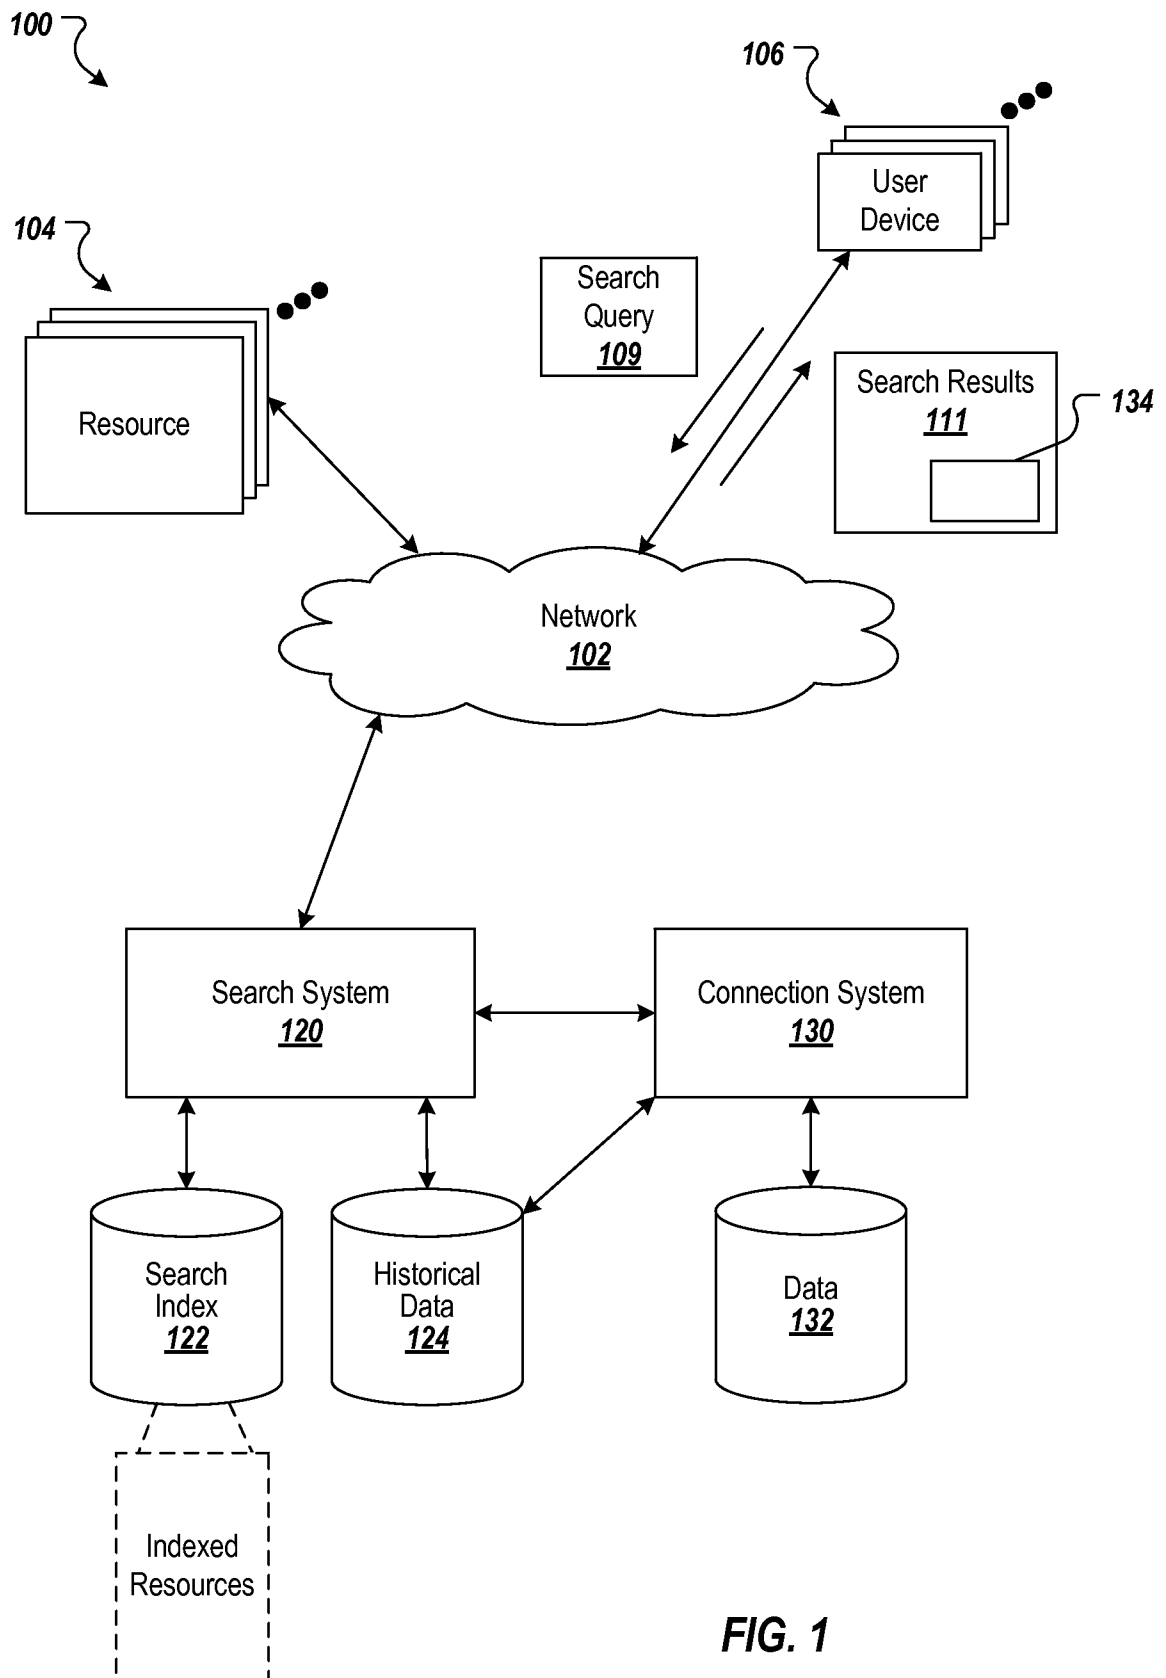 100
106
User
Device
104
Search
Query
109
Search Results
111
134
Resource
Network
102
Search System
120
Connection System
130
Search
Index
122
Historical
Data
124
Data
132
Indexed
Resources
FIG. 1